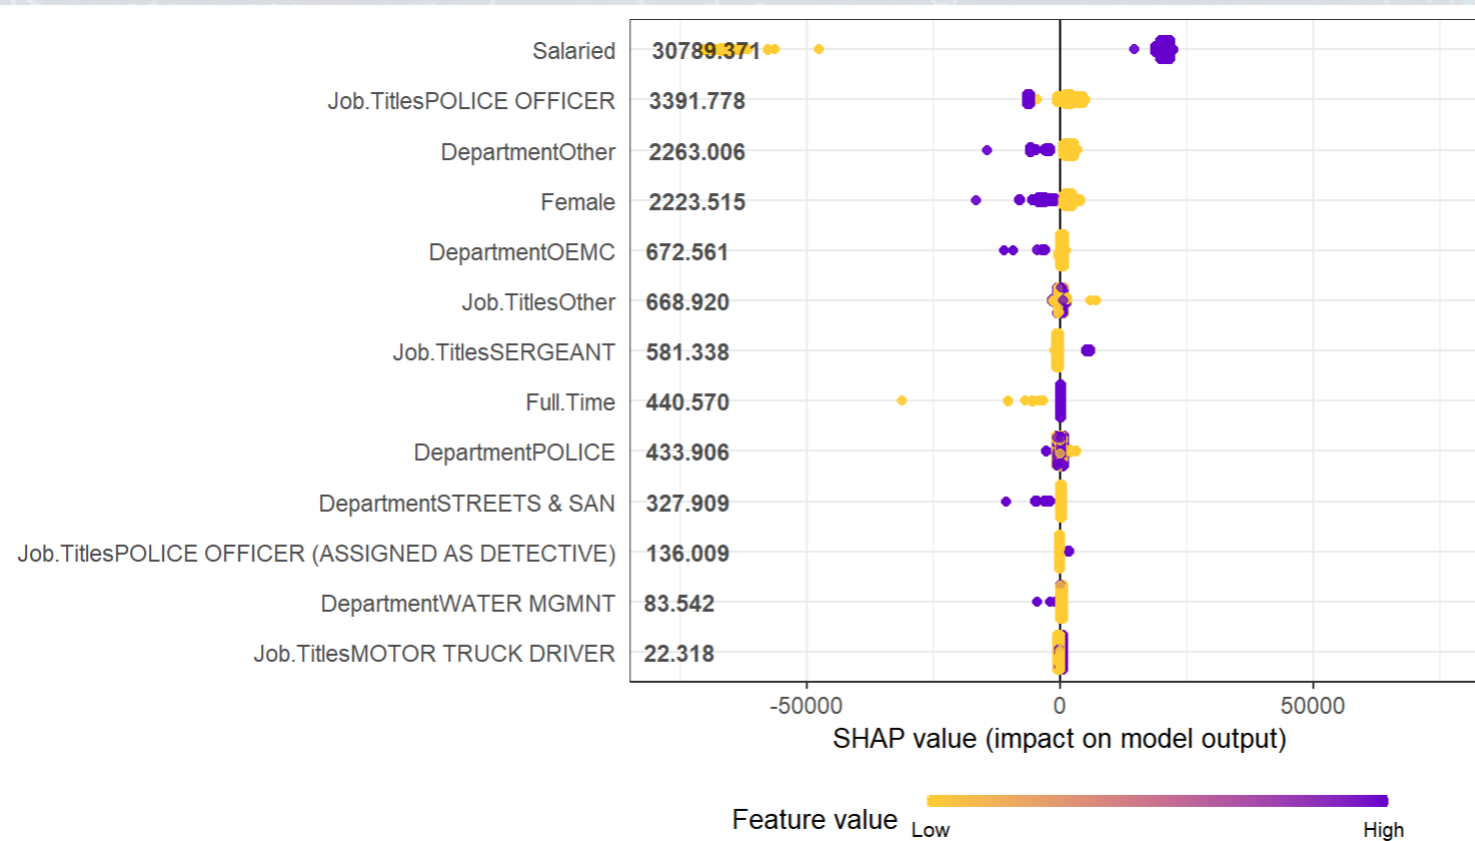 Salaried 30789.371
Job.TitlesPOLICE OFFICER 3391.778
DepartmentOther 2263.006
Female 2223.515
DepartmentOEMC 672.561
Job.TitlesOther 668.920
Job.TitlesSERGEANT 581.338
Full.Time 440.570
DepartmentPOLICE 433.906
DepartmentSTREETS & SAN 327.909
Job.TitlesPOLICE OFFICER (ASSIGNED AS DETECTIVE) 136.009
DepartmentWATER MGMNT 83.542
Job.TitlesMOTOR TRUCK DRIVER 22.318
-50000 0 50000
SHAP value (impact on model output)
Feature value Low High